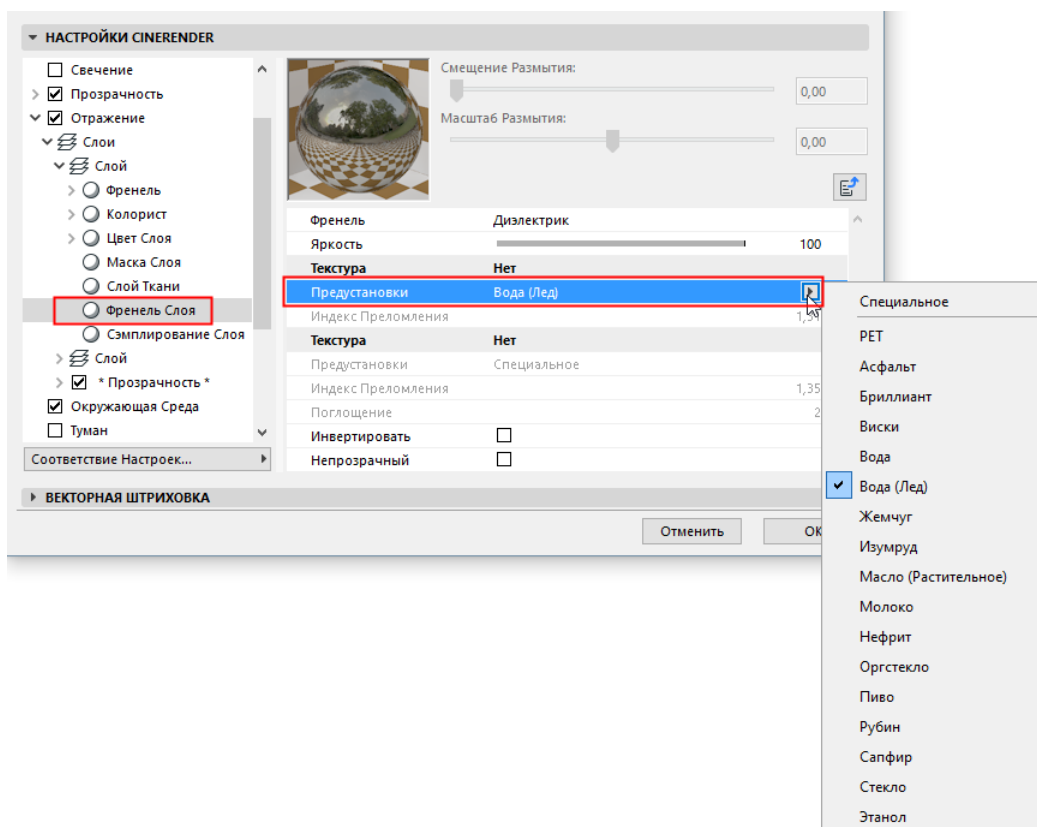 НАСТРОЙКИ CINERENDER
Свечение
Прозрачность
Отражение
Слои
Слой
Френель
Колорист
Цвет Слоя
Маска Слоя
Слой Ткани
Френель Слоя
Сэмплирование Слоя
Слой
* Прозрачность *
Окружающая Среда
Туман
Соответствие Настроек...
Смещение Размытия:
0,00
Масштаб Размытия:
0,00
Френель Диэлектрик
Яркость 100
Текстура Нет
Предустановки Вода (Лед)
Индекс Преломления 1,31
Текстура Нет
Предустановки Специальное
Индекс Преломления 1,35
Поглощение 2
Инвертировать
Непрозрачный
ВЕКТОРНАЯ ШТРИХОВКА
Отменить
OK
Специальное
PET
Асфальт
Бриллиант
Виски
Вода
Вода (Лед)
Жемчуг
Изумруд
Масло (Растительное)
Молоко
Нефрит
Оргстекло
Пиво
Рубин
Сапфир
Стекло
Этанол